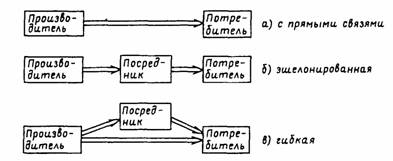 Произво-
дитель
Потре-
битель
а) с прямыми связями
Произво-
дитель
Посред-
ник
Потре-
битель
б) эшелонированная
Посред-
ник
Произво-
дитель
Потре-
битель
в) гибкая